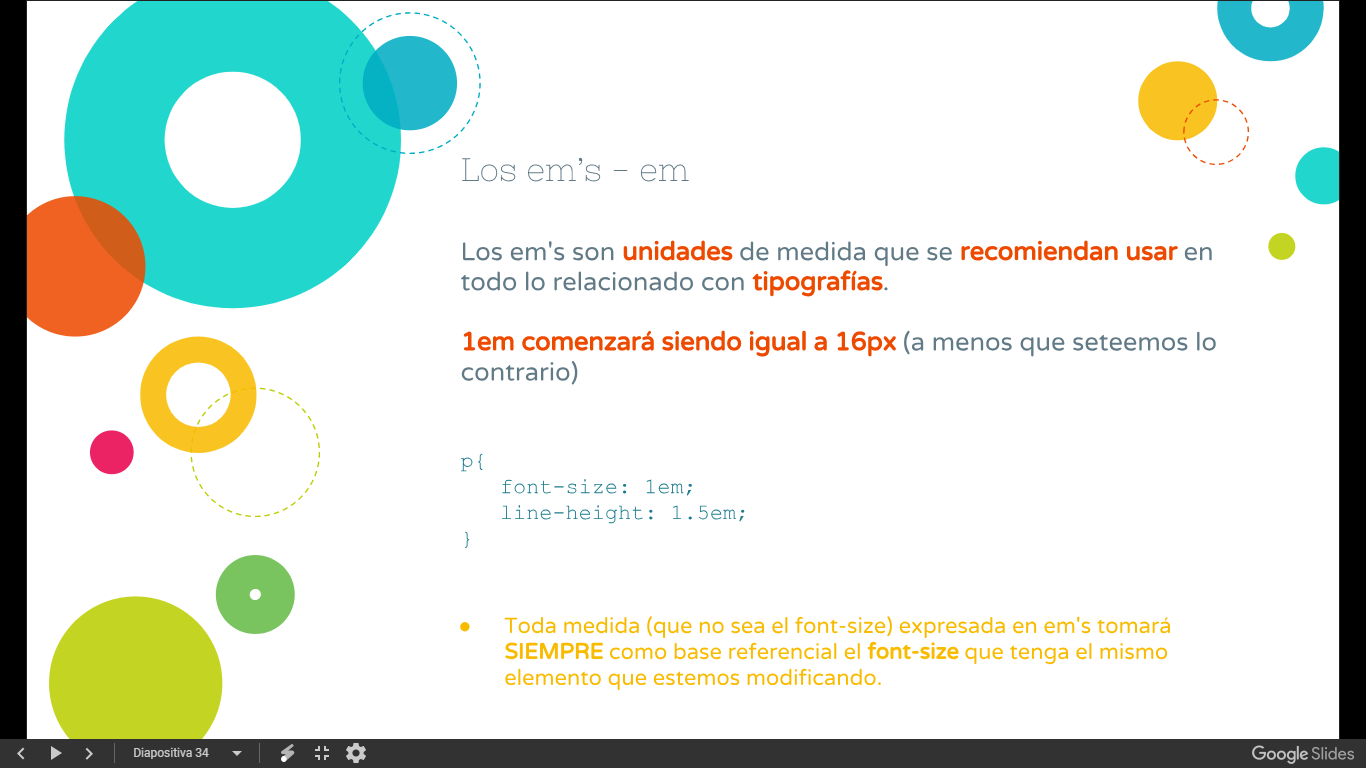 Los em’s – em
Los em's son unidades de medida que se recomiendan usar en
todo lo relacionado con tipografías.
1em comenzará siendo igual a 16px (a menos que seteemos lo
contrario)
p{
font-size: 1em;
line-height: 1.5em;
}
● Toda medida (que no sea el font-size) expresada en em's tomará
SIEMPRE como base referencial el font-size que tenga el mismo
elemento que estemos modificando.
Diapositiva 34
Google Slides